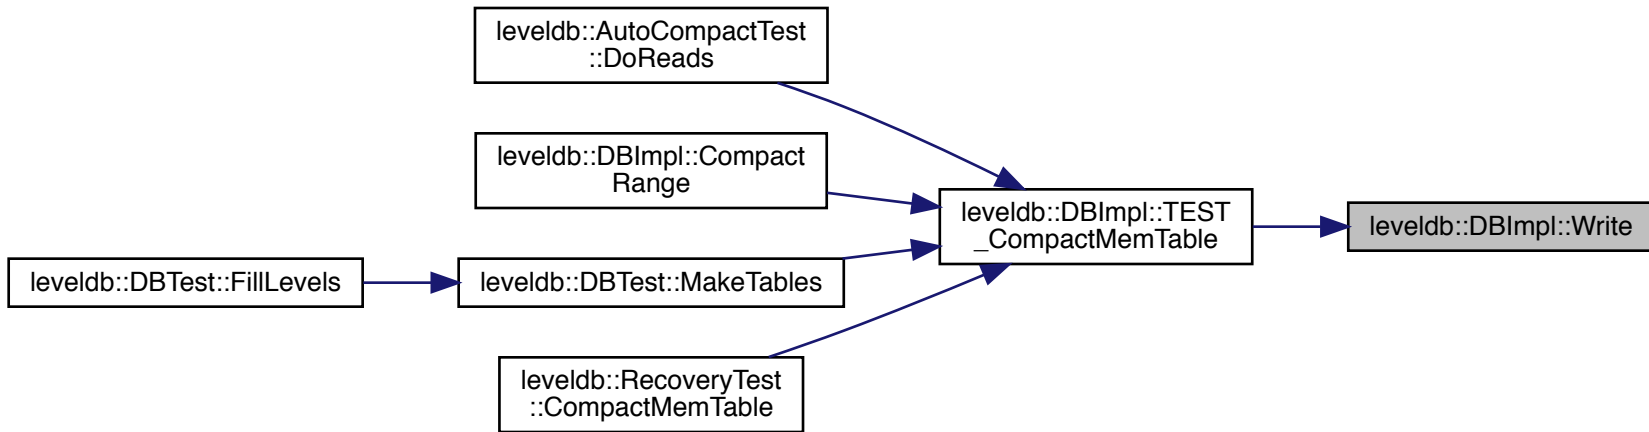 leveldb::AutoCompactTest
::DoReads
leveldb::DBImpl::Compact
Range
leveldb::DBImpl::TEST
_CompactMemTable
leveldb::DBImpl::Write
leveldb::DBTest::FillLevels
leveldb::DBTest::MakeTables
leveldb::RecoveryTest
::CompactMemTable